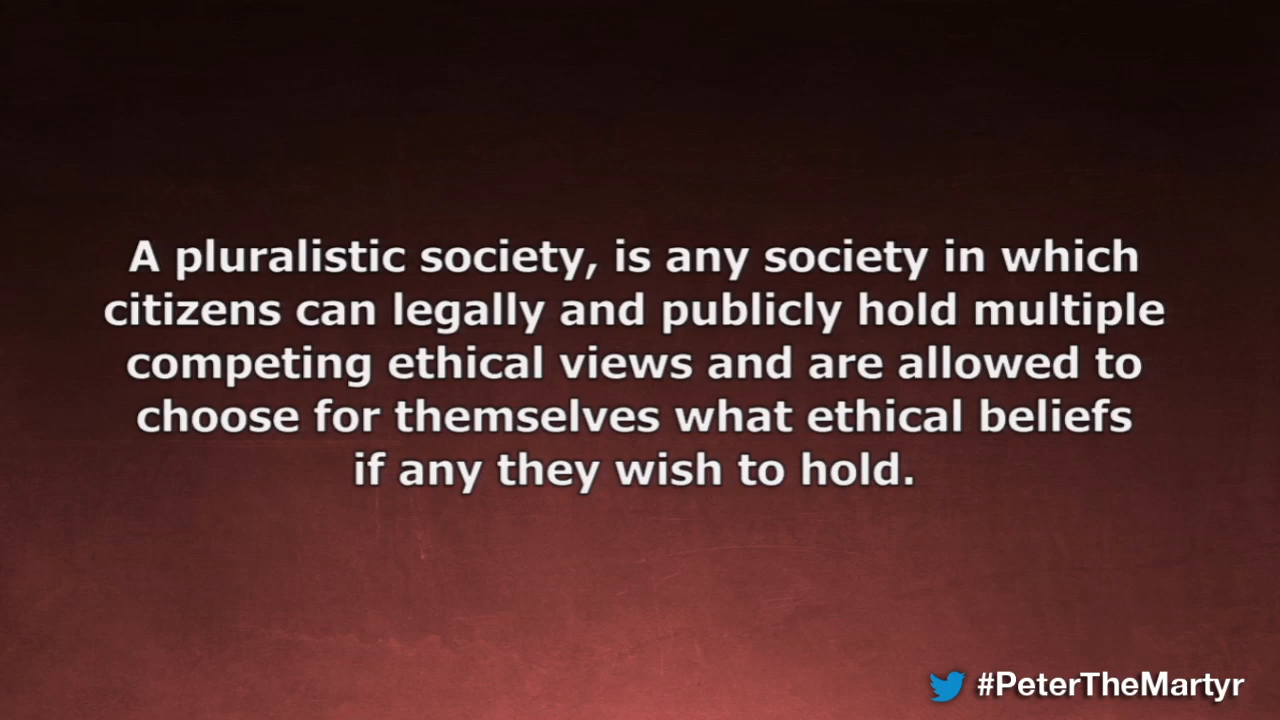 A pluralistic society, is any society in which
citizens can legally and publicly hold multiple
competing ethical views and are allowed to
choose for themselves what ethical beliefs
if any they wish to hold.
#PeterTheMartyr